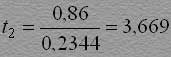 t₂ = 0,86 / 0,2344 = 3,669